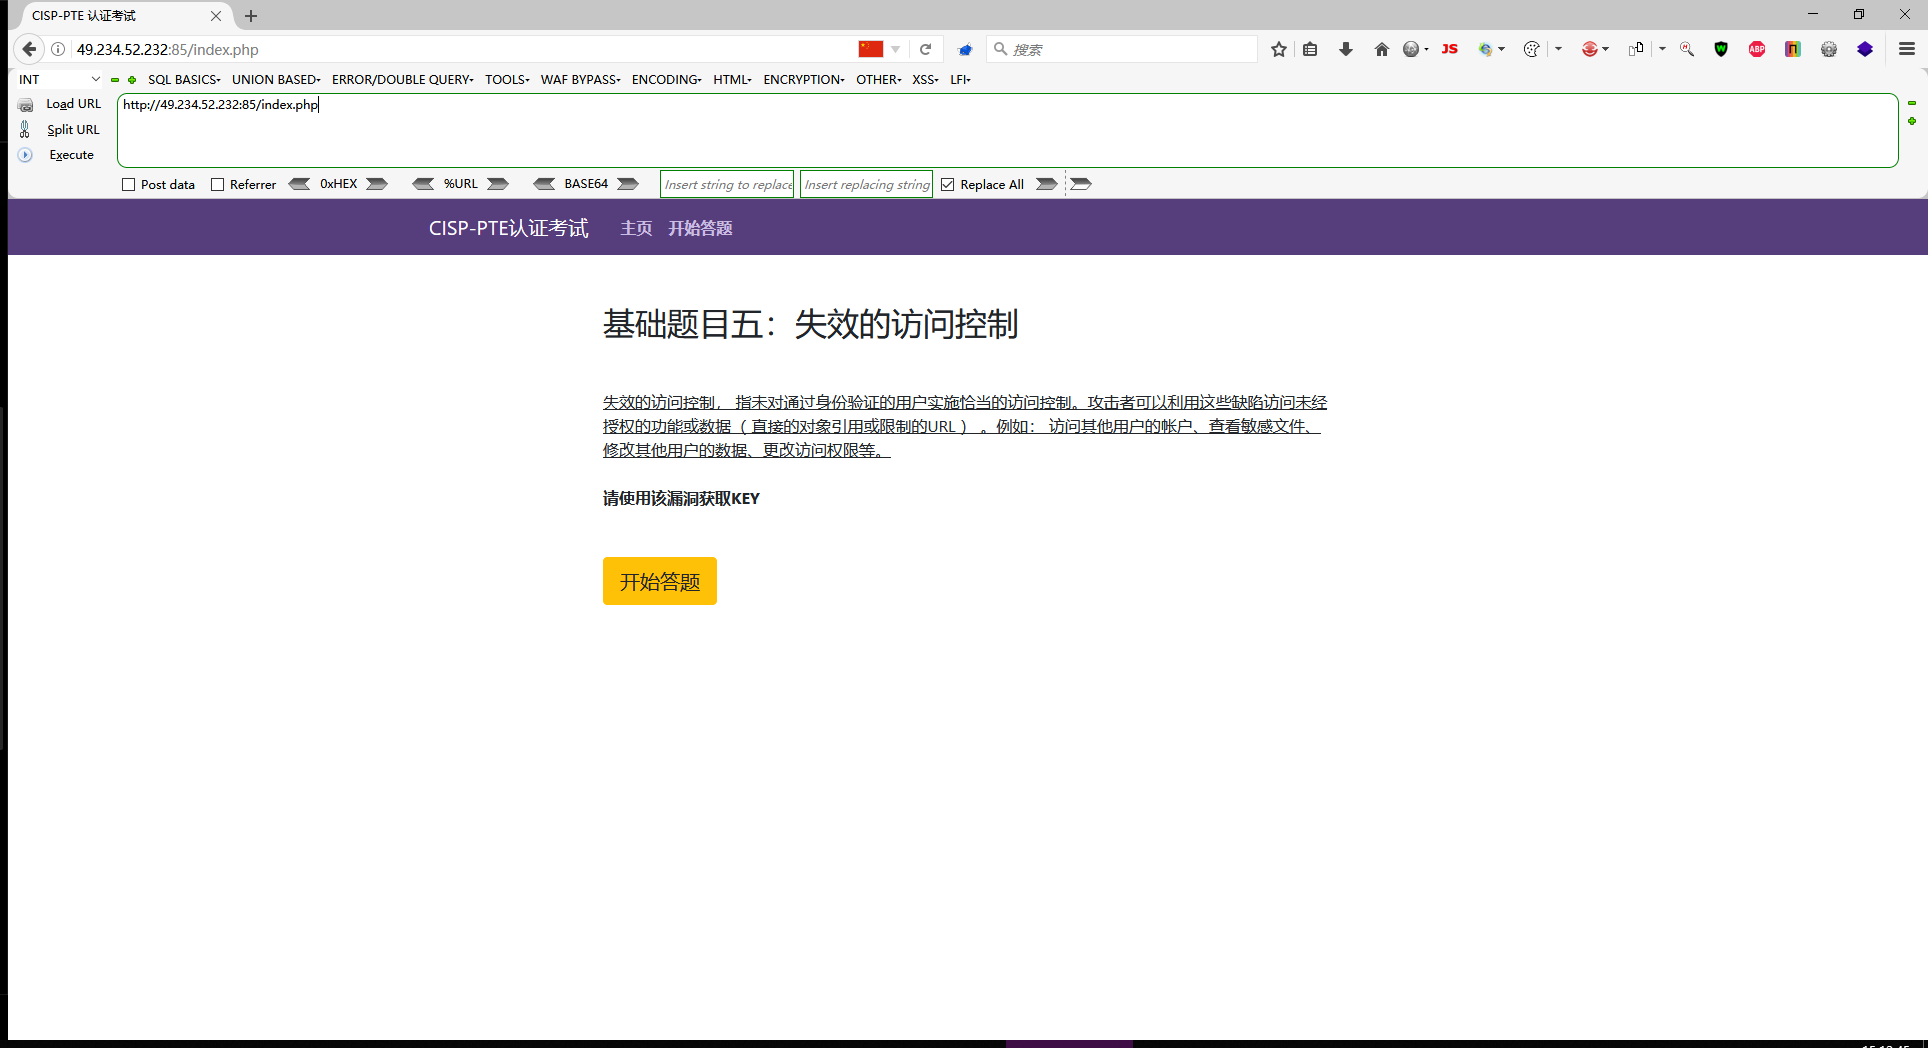 CISP-PTE 认证考试
49.234.52.232:85/index.php
搜索
JS
ABP
INT
SQL BASICS UNION BASED ERROR/DOUBLE QUERY TOOLS WAF BYPASS ENCODING HTML ENCRYPTION OTHER XSS LFI
Load URL
http://49.234.52.232:85/index.php
Split URL
Execute
Post data Referrer 0xHEX %URL BASE64 Insert string to replace Insert replacing string Replace All
CISP-PTE认证考试 主页 开始答题
基础题目五：失效的访问控制
失效的访问控制， 指未对通过身份验证的用户实施恰当的访问控制。攻击者可以利用这些缺陷访问未经
授权的功能或数据（ 直接的对象引用或限制的URL ） 。例如： 访问其他用户的帐户、查看敏感文件、
修改其他用户的数据、更改访问权限等。
请使用该漏洞获取KEY
开始答题